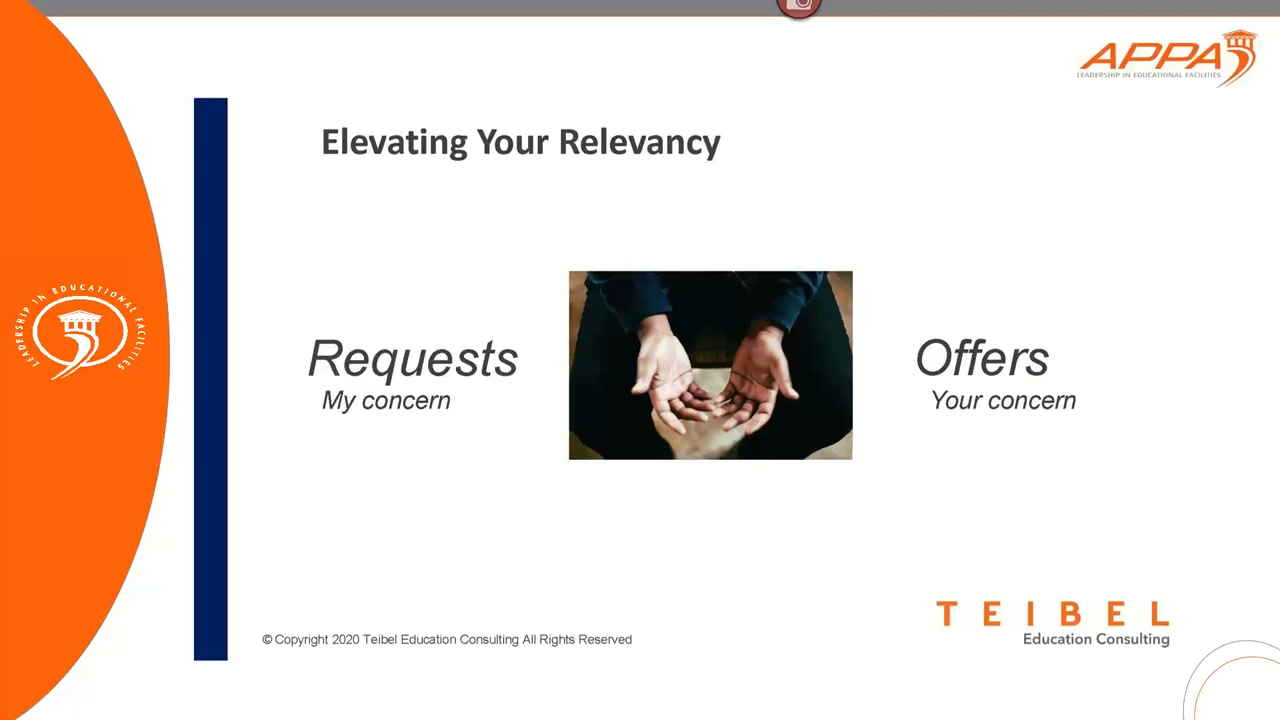 APPA
LEADERSHIP IN EDUCATIONAL FACILITIES
Elevating Your Relevancy
LEADERSHIP IN EDUCATIONAL FACILITIES
Requests
My concern
Offers
Your concern
TEIBEL
Education Consulting
© Copyright 2020 Teibel Education Consulting All Rights Reserved